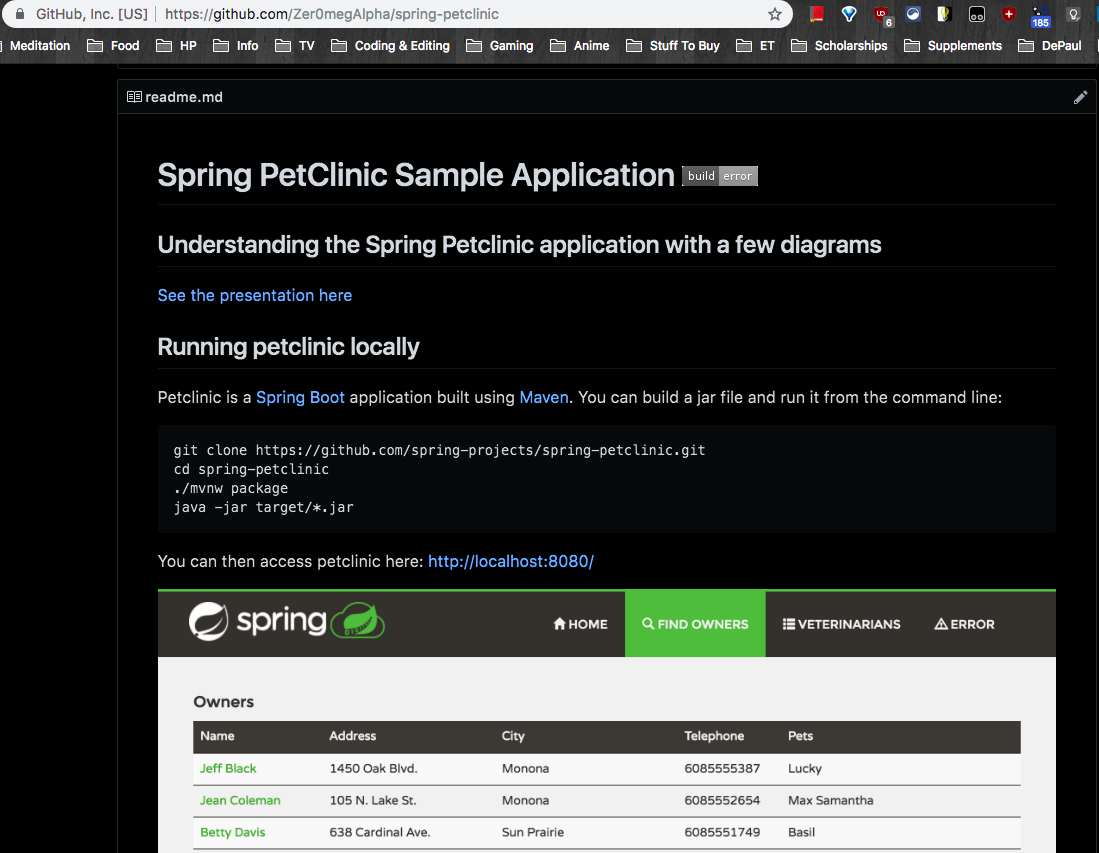 GitHub, Inc. [US] | https://github.com/Zer0megAlpha/spring-petclinic
UD 6 185
Meditation Food HP Info TV Coding & Editing Gaming Anime Stuff To Buy ET Scholarships Supplements DePaul
readme.md
Spring PetClinic Sample Application build error
Understanding the Spring Petclinic application with a few diagrams
See the presentation here
Running petclinic locally
Petclinic is a Spring Boot application built using Maven. You can build a jar file and run it from the command line:
git clone https://github.com/spring-projects/spring-petclinic.git
cd spring-petclinic
./mvnw package
java -jar target/*.jar
You can then access petclinic here: http://localhost:8080/
spring HOME FIND OWNERS VETERINARIANS ERROR
Owners
Name Address City Telephone Pets
Jeff Black 1450 Oak Blvd. Monona 6085555387 Lucky
Jean Coleman 105 N. Lake St. Monona 6085552654 Max Samantha
Betty Davis 638 Cardinal Ave. Sun Prairie 6085551749 Basil